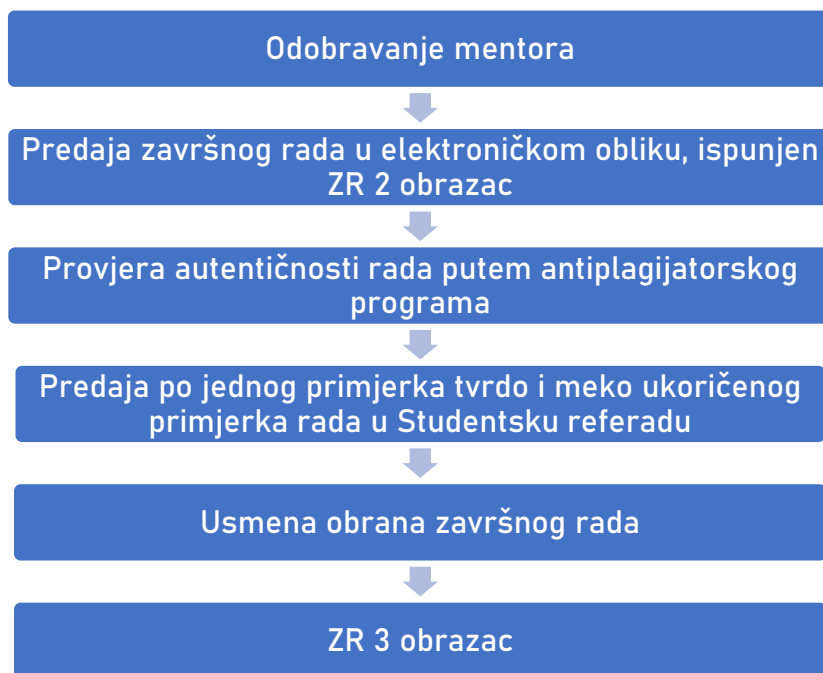 Odobravanje mentora
Predaja završnog rada u elektroničkom obliku, ispunjen
ZR 2 obrazac
Provjera autentičnosti rada putem antiplagijatorskog
programa
Predaja po jednog primjerka tvrdo i meko ukoričenog
primjerka rada u Studentsku referadu
Usmena obrana završnog rada
ZR 3 obrazac